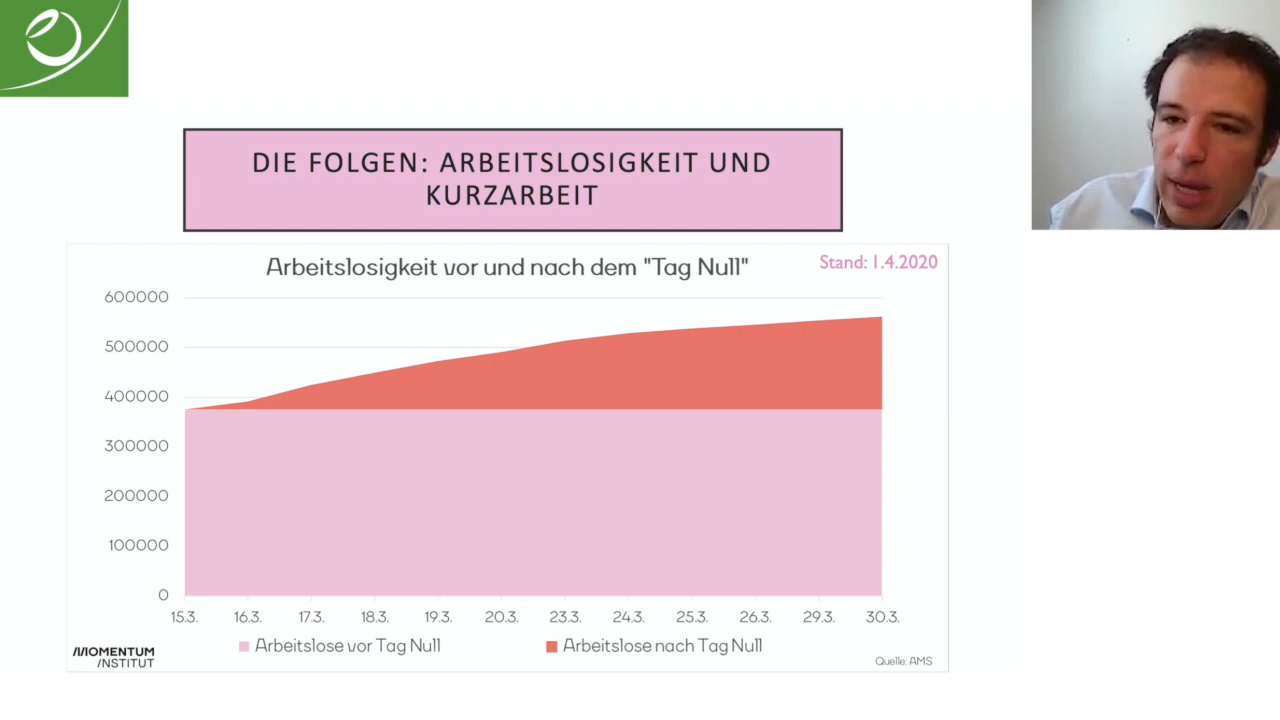 DIE FOLGEN: ARBEITSLOSIGKEIT UND
KURZARBEIT
Arbeitslosigkeit vor und nach dem "Tag Null"
Stand: 1.4.2020
600000
500000
400000
300000
200000
100000
0
15.3. 16.3. 17.3. 18.3. 19.3. 20.3. 23.3. 24.3. 25.3. 26.3. 29.3. 30.3.
Arbeitslose vor Tag Null Arbeitslose nach Tag Null
MOMENTUM
INSTITUT
Quelle: AMS